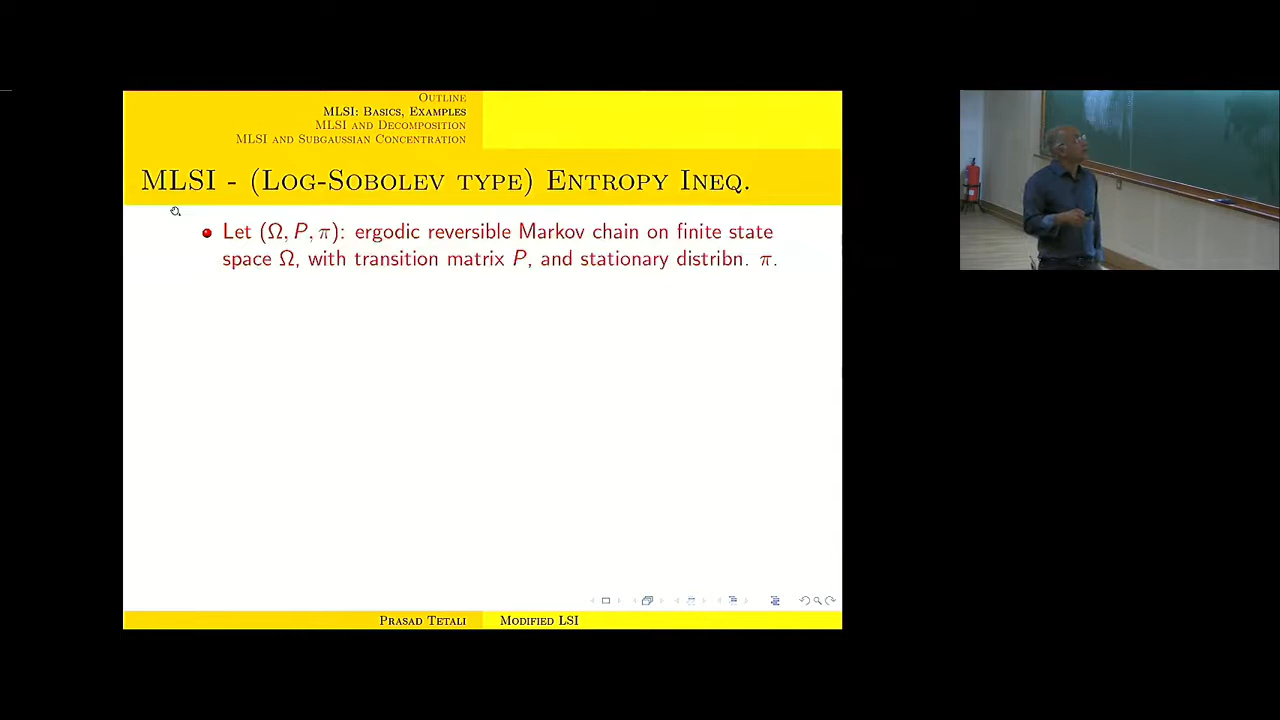 OUTLINE
MLSI: BASICS, EXAMPLES
MLSI AND DECOMPOSITION
MLSI AND SUBGAUSSIAN CONCENTRATION
MLSI - (LOG-SOBOLEV TYPE) ENTROPY INEQ.
Let (Ω, P, π): ergodic reversible Markov chain on finite state
space Ω, with transition matrix P, and stationary distribn. π.
PRASAD TETALI MODIFIED LSI